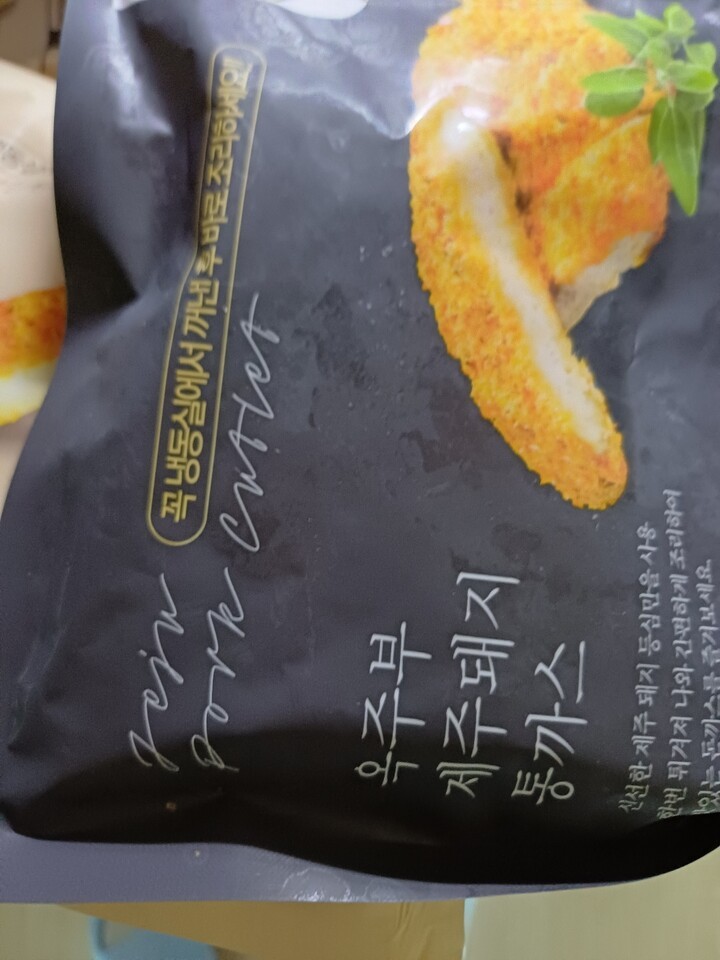 꼭 냉동실에서 꺼낸 후 바로 조리하세요!
Jeju
Pork Cutlet
옥주부
제주돼지
통까스
신선한 제주 돼지 등심만을 사용
한번 튀겨져 나와 간편하게 조리하여
맛있는 돈까스를 즐겨보세요.